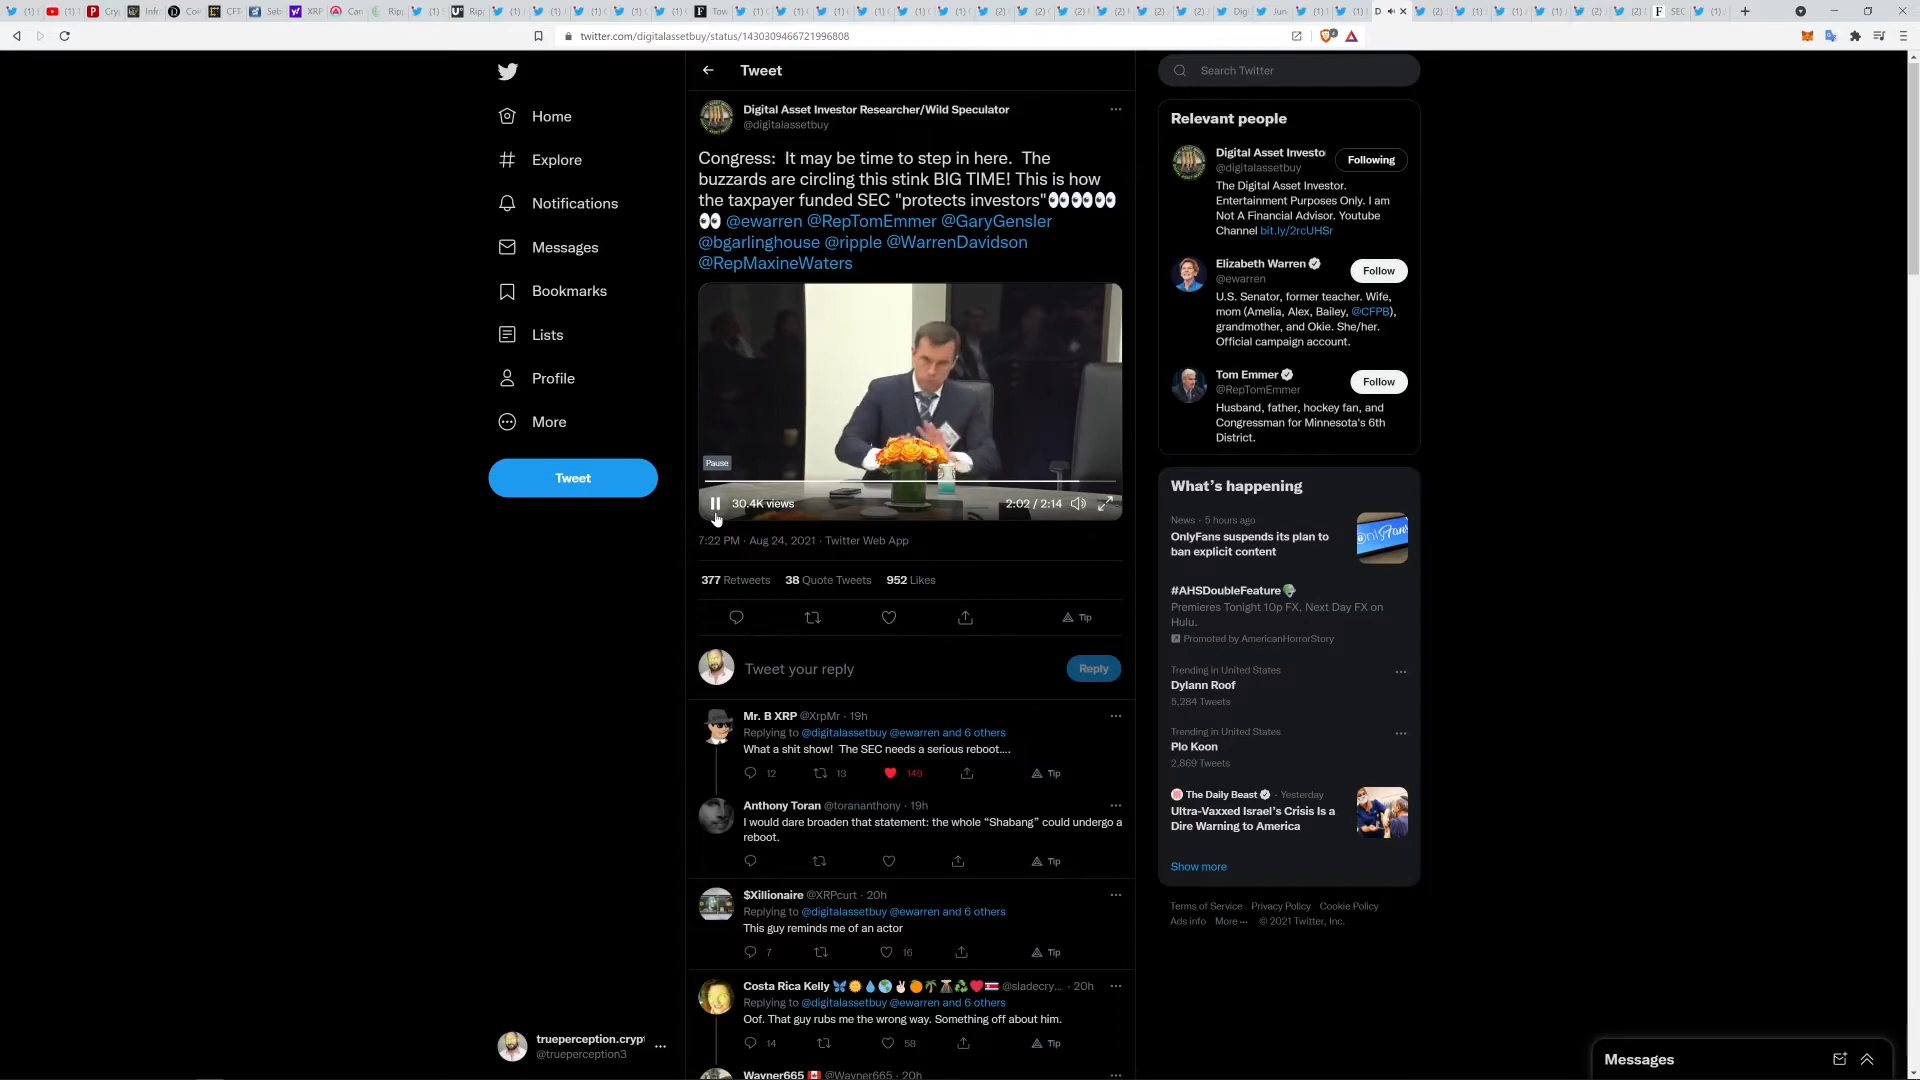 twitter.com/digitalassetbuy/status/1430309466721996808
Tweet
Search Twitter
Home
Explore
Notifications
Messages
Bookmarks
Lists
Profile
More
Tweet
Digital Asset Investor Researcher/Wild Speculator
@digitalassetbuy
Congress: It may be time to step in here. The
buzzards are circling this stink BIG TIME! This is how
the taxpayer funded SEC "protects investors"👀👀👀👀👀
👀 @ewarren @RepTomEmmer @GaryGensler
@bgarlinghouse @ripple @WarrenDavidson
@RepMaxineWaters
Pause
30.4K views
2:02 / 2:14
7:22 PM · Aug 24, 2021 · Twitter Web App
377 Retweets 38 Quote Tweets 952 Likes
Tip
Tweet your reply
Reply
Mr. B XRP @XrpMr · 19h
Replying to @digitalassetbuy @ewarren and 6 others
What a shit show! The SEC needs a serious reboot....
12 13 149 Tip
Anthony Toran @torananthony · 19h
I would dare broaden that statement: the whole “Shabang” could undergo a
reboot.
Tip
$Xillionaire @XRPcurt · 20h
Replying to @digitalassetbuy @ewarren and 6 others
This guy reminds me of an actor
7 16 Tip
Costa Rica Kelly @sladecry... · 20h
Replying to @digitalassetbuy @ewarren and 6 others
Oof. That guy rubs me the wrong way. Something off about him.
14 58 Tip
Wayner665 🇨🇦 @Wayner665 · 20h
Relevant people
Digital Asset Investo
Following
@digitalassetbuy
The Digital Asset Investor.
Entertainment Purposes Only. I am
Not A Financial Advisor. Youtube
Channel bit.ly/2rcUHSr
Elizabeth Warren
Follow
@ewarren
U.S. Senator, former teacher. Wife,
mom (Amelia, Alex, Bailey, @CFPB),
grandmother, and Okie. She/her.
Official campaign account.
Tom Emmer
Follow
@RepTomEmmer
Husband, father, hockey fan, and
Congressman for Minnesota's 6th
District.
What’s happening
News · 5 hours ago
OnlyFans suspends its plan to
ban explicit content
#AHSDoubleFeature
Premieres Tonight 10p FX, Next Day FX on
Hulu.
Promoted by AmericanHorrorStory
Trending in United States
Dylann Roof
5,284 Tweets
Trending in United States
Plo Koon
2,869 Tweets
The Daily Beast · Yesterday
Ultra-Vaxxed Israel’s Crisis Is a
Dire Warning to America
Show more
Terms of Service Privacy Policy Cookie Policy
Ads info More ··· © 2021 Twitter, Inc.
trueperception.crypt
@trueperception3
Messages